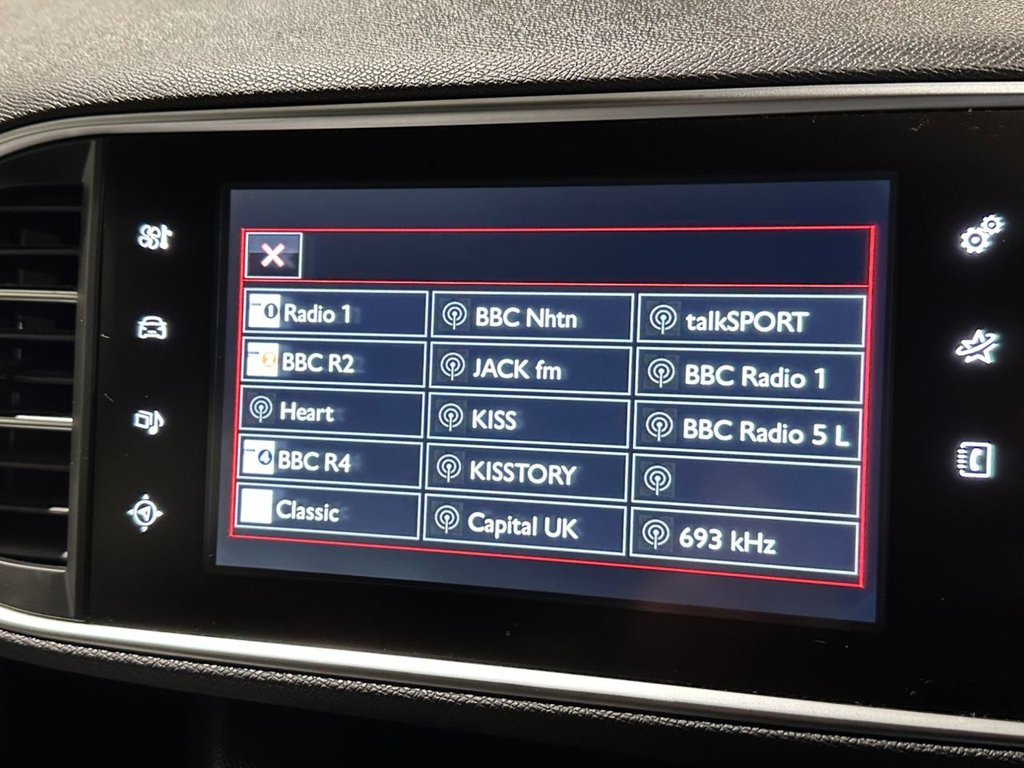 Radio 1
BBC Nhtn
talkSPORT
BBC R2
JACK fm
BBC Radio 1
Heart
KISS
BBC Radio 5 L
BBC R4
KISSTORY
Classic
Capital UK
693 kHz